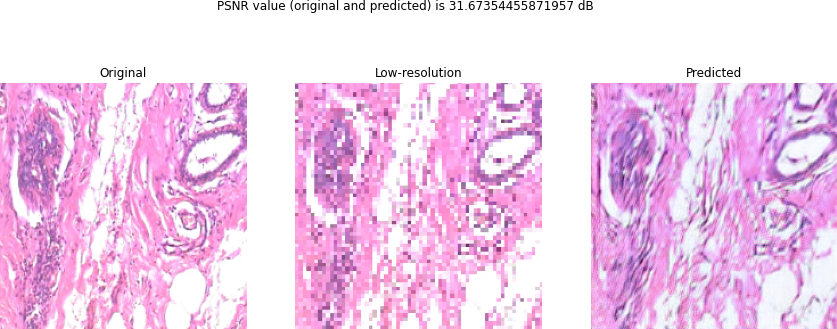 PSNR value (original and predicted) is 31.67354455871957 dB
Original
Low-resolution
Predicted